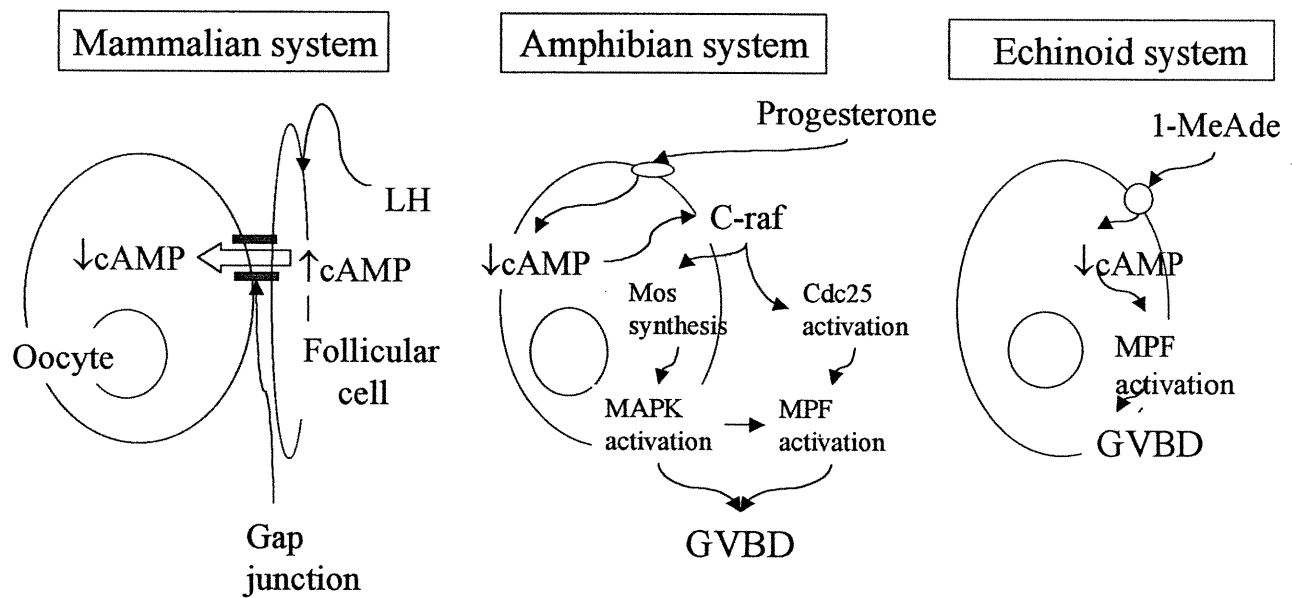 Mammalian system
LH
↓cAMP
↑cAMP
Oocyte
Follicular
cell
Gap
junction
Amphibian system
Progesterone
C-raf
↓cAMP
Mos
synthesis
Cdc25
activation
MAPK
activation
MPF
activation
GVBD
Echinoid system
1-MeAde
↓cAMP
MPF
activation
GVBD